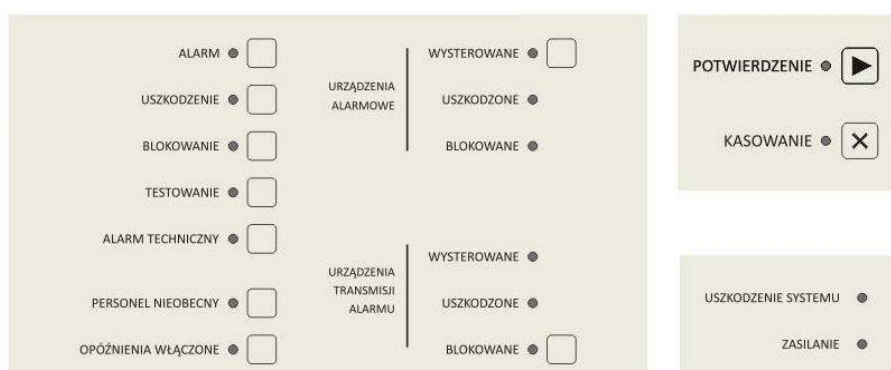 ALARM
USZKODZENIE
BLOKOWANIE
TESTOWANIE
ALARM TECHNICZNY
PERSONEL NIEOBECNY
OPÓŹNIENIA WŁĄCZONE
URZĄDZENIA
ALARMOWE
WYSTEROWANE
USZKODZONE
BLOKOWANE
URZĄDZENIA
TRANSMISJI
ALARMU
WYSTEROWANE
USZKODZONE
BLOKOWANE
POTWIERDZENIE
KASOWANIE
USZKODZENIE SYSTEMU
ZASILANIE